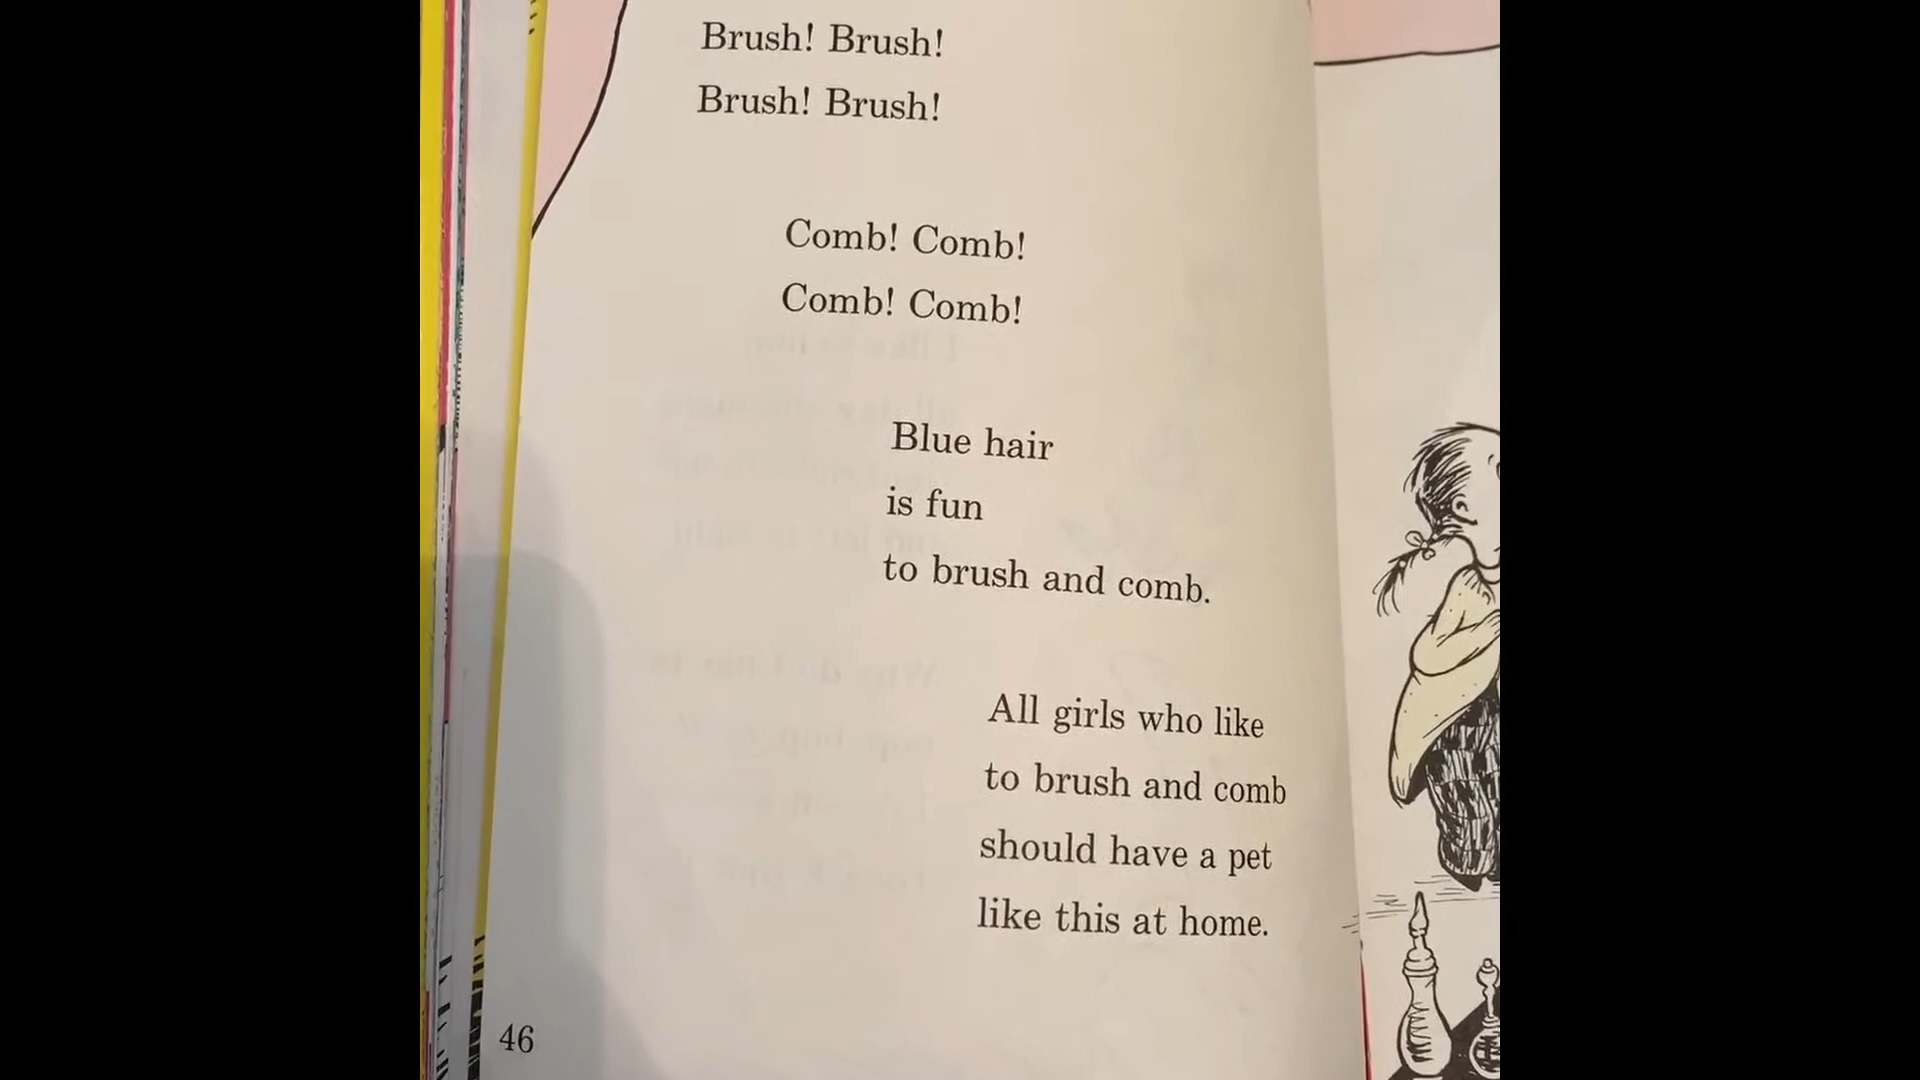 Brush! Brush!
Brush! Brush!
Comb! Comb!
Comb! Comb!
Blue hair
is fun
to brush and comb.
All girls who like
to brush and comb
should have a pet
like this at home.
46